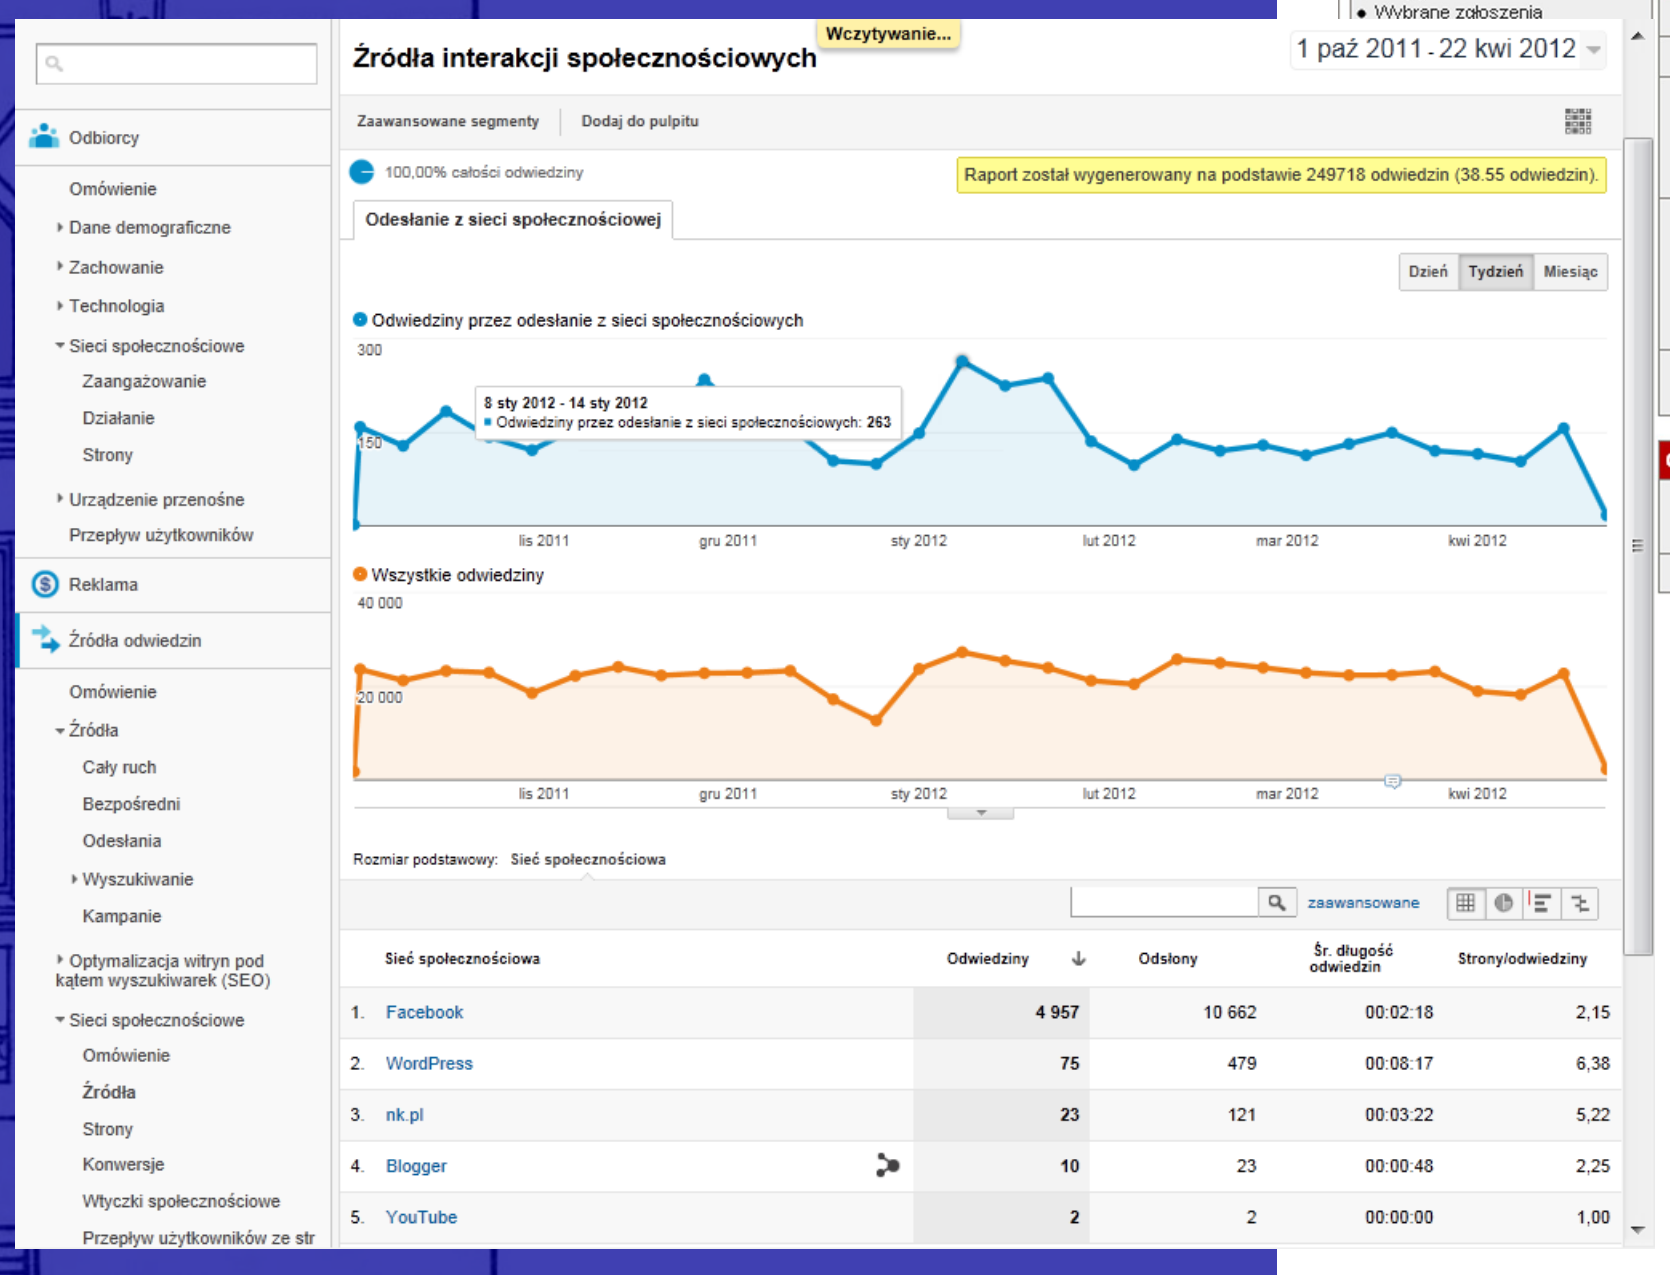 • Wybrane zgłoszenia
Wczytywanie...
Źródła interakcji społecznościowych
1 paź 2011 - 22 kwi 2012
Zaawansowane segmenty
Dodaj do pulpitu
100,00% całości odwiedziny
Raport został wygenerowany na podstawie 249718 odwiedzin (38.55 odwiedzin).
Odesłanie z sieci społecznościowej
Dzień Tydzień Miesiąc
Odwiedziny przez odesłanie z sieci społecznościowych
300
8 sty 2012 - 14 sty 2012
Odwiedziny przez odesłanie z sieci społecznościowych: 263
150
lis 2011 gru 2011 sty 2012 lut 2012 mar 2012 kwi 2012
Wszystkie odwiedziny
40 000
20 000
lis 2011 gru 2011 sty 2012 lut 2012 mar 2012 kwi 2012
Rozmiar podstawowy: Sieć społecznościowa
zaawansowane
Sieć społecznościowa Odwiedziny Odsłony Śr. długość odwiedzin Strony/odwiedziny
1. Facebook 4 957 10 662 00:02:18 2,15
2. WordPress 75 479 00:08:17 6,38
3. nk.pl 23 121 00:03:22 5,22
4. Blogger 10 23 00:00:48 2,25
5. YouTube 2 2 00:00:00 1,00
Odbiorcy
Omówienie
Dane demograficzne
Zachowanie
Technologia
Sieci społecznościowe
Zaangażowanie
Działanie
Strony
Urządzenie przenośne
Przepływ użytkowników
Reklama
Źródła odwiedzin
Omówienie
Źródła
Cały ruch
Bezpośredni
Odesłania
Wyszukiwanie
Kampanie
Optymalizacja witryn pod
kątem wyszukiwarek (SEO)
Sieci społecznościowe
Omówienie
Źródła
Strony
Konwersje
Wtyczki społecznościowe
Przepływ użytkowników ze str